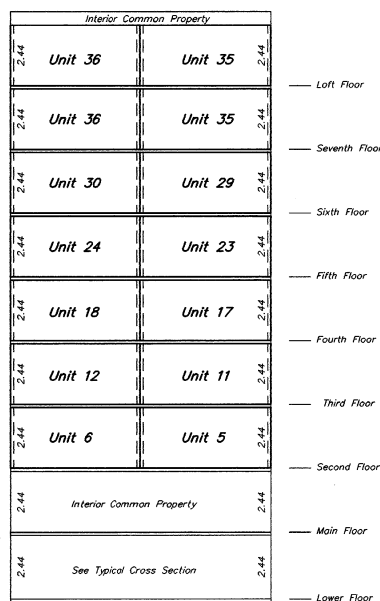 Interior Common Property
2.44 Unit 36 Unit 35 2.44
Loft Floor
2.44 Unit 36 Unit 35 2.44
Seventh Floor
2.44 Unit 30 Unit 29 2.44
Sixth Floor
2.44 Unit 24 Unit 23 2.44
Fifth Floor
2.44 Unit 18 Unit 17 2.44
Fourth Floor
2.44 Unit 12 Unit 11 2.44
Third Floor
2.44 Unit 6 Unit 5 2.44
Second Floor
2.44 Interior Common Property 2.44
Main Floor
2.44 See Typical Cross Section 2.44
Lower Floor